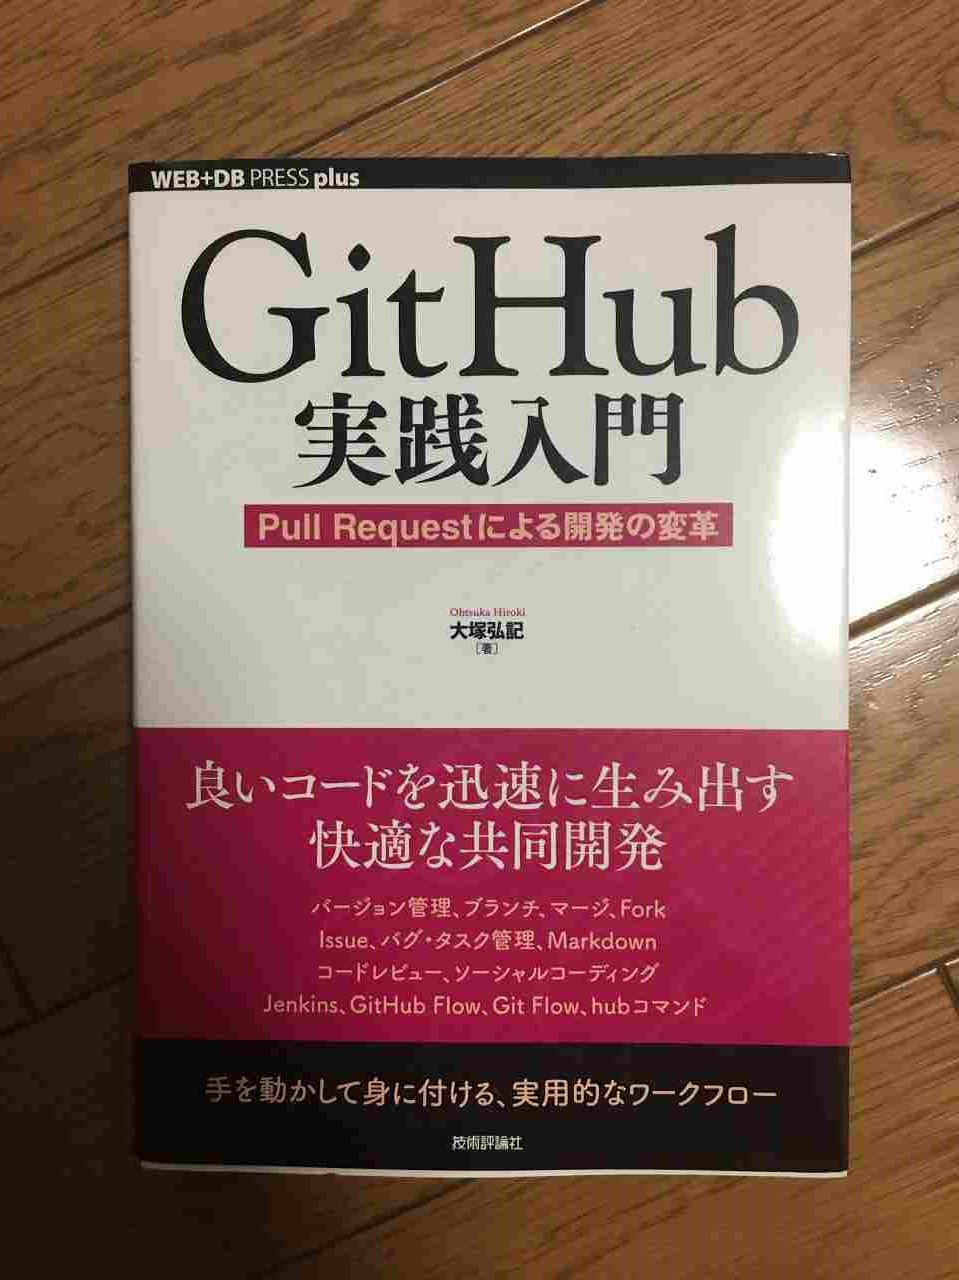 WEB+DB PRESS plus
GitHub
実践入門
Pull Requestによる開発の変革
Ohtsuka Hiroki
大塚弘記
[著]
良いコードを迅速に生み出す
快適な共同開発
バージョン管理、ブランチ、マージ、Fork
Issue、バグ・タスク管理、Markdown
コードレビュー、ソーシャルコーディング
Jenkins、GitHub Flow、Git Flow、hubコマンド
手を動かして身に付ける、実用的なワークフロー
技術評論社